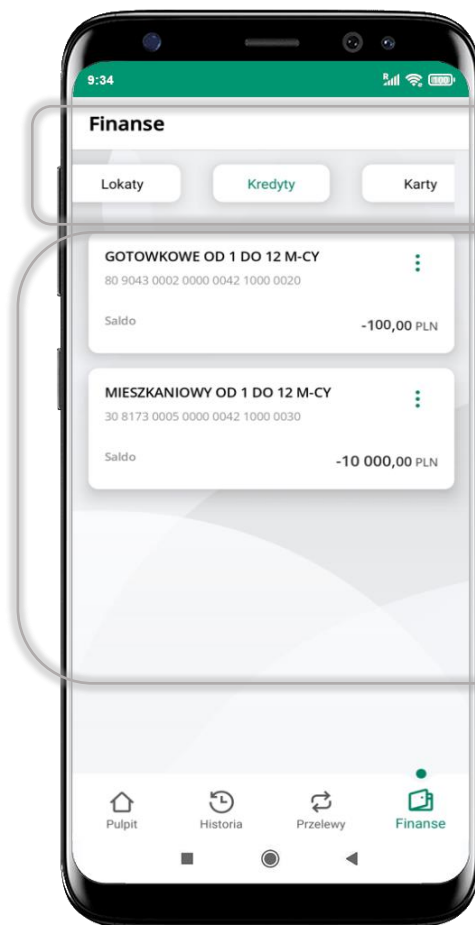 9:34
R
100
Finanse
Lokaty
Kredyty
Karty
GOTOWKOWE OD 1 DO 12 M-CY
80 9043 0002 0000 0042 1000 0020
Saldo
-100,00 PLN
MIESZKANIOWY OD 1 DO 12 M-CY
30 8173 0005 0000 0042 1000 0030
Saldo
-10 000,00 PLN
Pulpit
Historia
Przelewy
Finanse